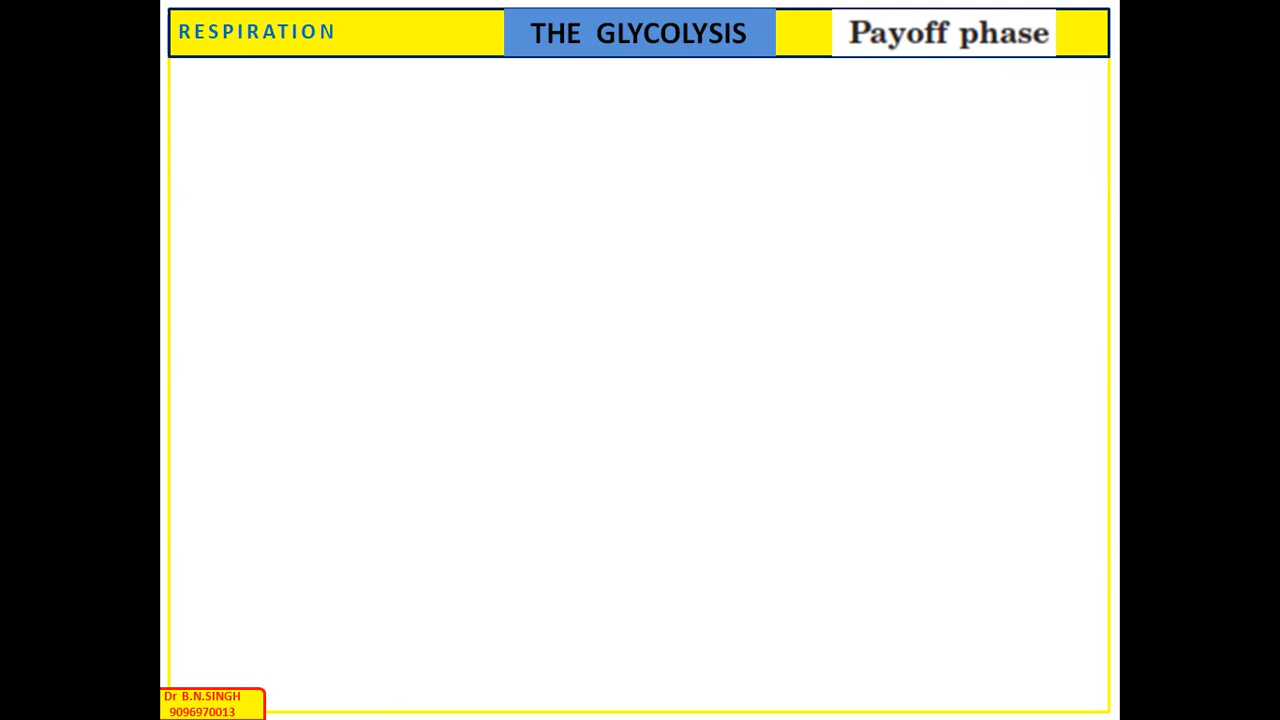 RESPIRATION
THE GLYCOLYSIS
Payoff phase
Dr B.N.SINGH
9096970013